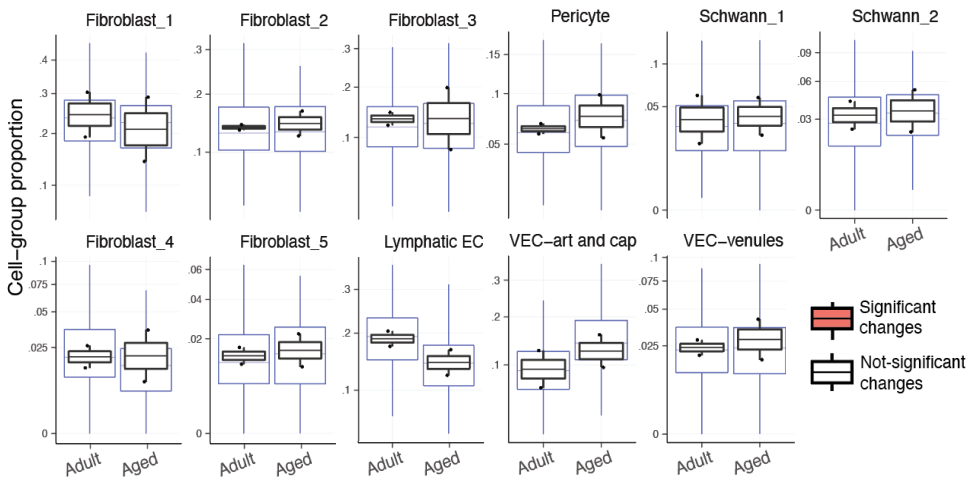 Fibroblast_1
Fibroblast_2
Fibroblast_3
Pericyte
Schwann_1
Schwann_2
Cell-group proportion
.4
.3
.2
.1
.3
.2
.1
.3
.2
.1
.15
.1
.05
.1
.05
0
.09
.06
.03
0
Adult
Aged
Fibroblast_4
Fibroblast_5
Lymphatic EC
VEC-art and cap
VEC-venules
.1
.075
.05
.025
0
.06
.04
.02
0
.3
.2
.1
.3
.2
.1
.1
.05
.025
0
Significant
changes
Not-significant
changes
Adult
Aged
Adult
Aged
Adult
Aged
Adult
Aged
Adult
Aged